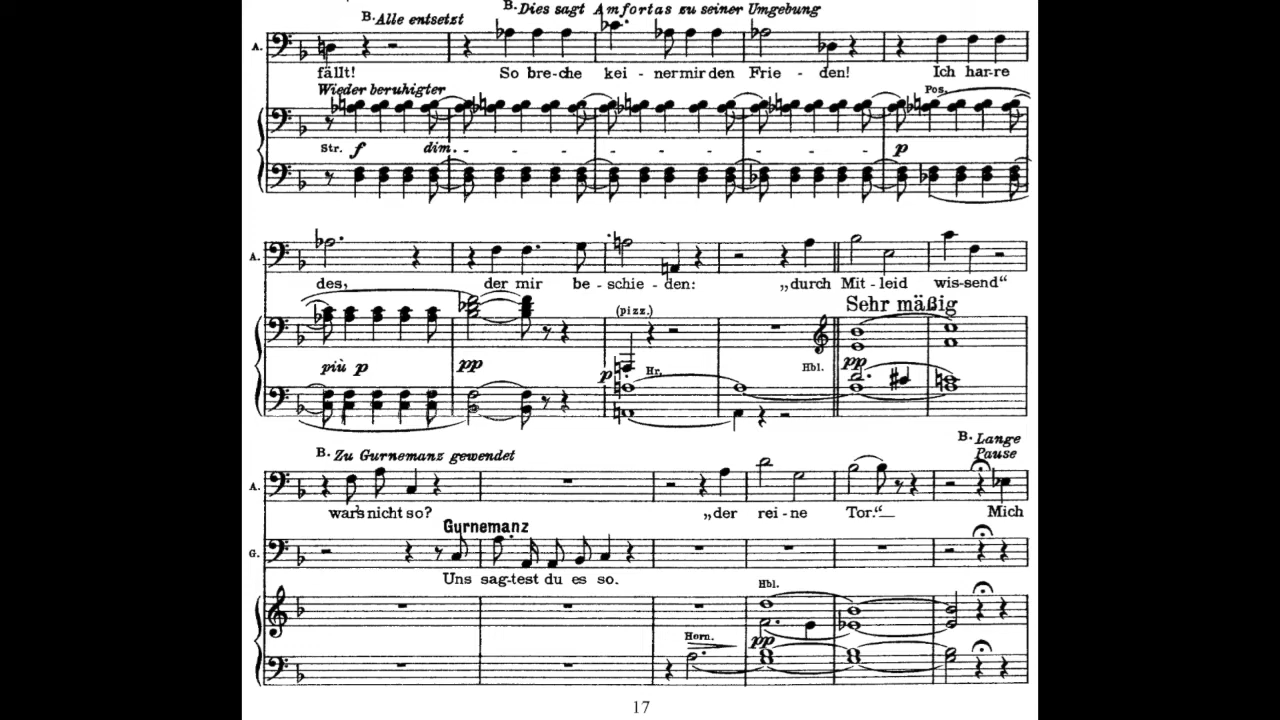 B. Alle entsetzt
B. Dies sagt Amfortas zu seiner Umgebung
A.
fällt! So bre-che kei-ner mir den Frie-den! Ich har-re
Wieder beruhigter
Pos.
Str. f dim. p
A.
des, der mir be-schie-den: „durch Mit-leid wis-send“
Sehr mäßig
(pizz.)
più p pp p Hr. Hbl. pp
B. Zu Gurnemanz gewendet
B. Lange Pause
A.
war's nicht so? „der rei-ne Tor.“ Mich
Gurnemanz
G.
Uns sag-test du es so.
Hbl.
Horn. pp
17